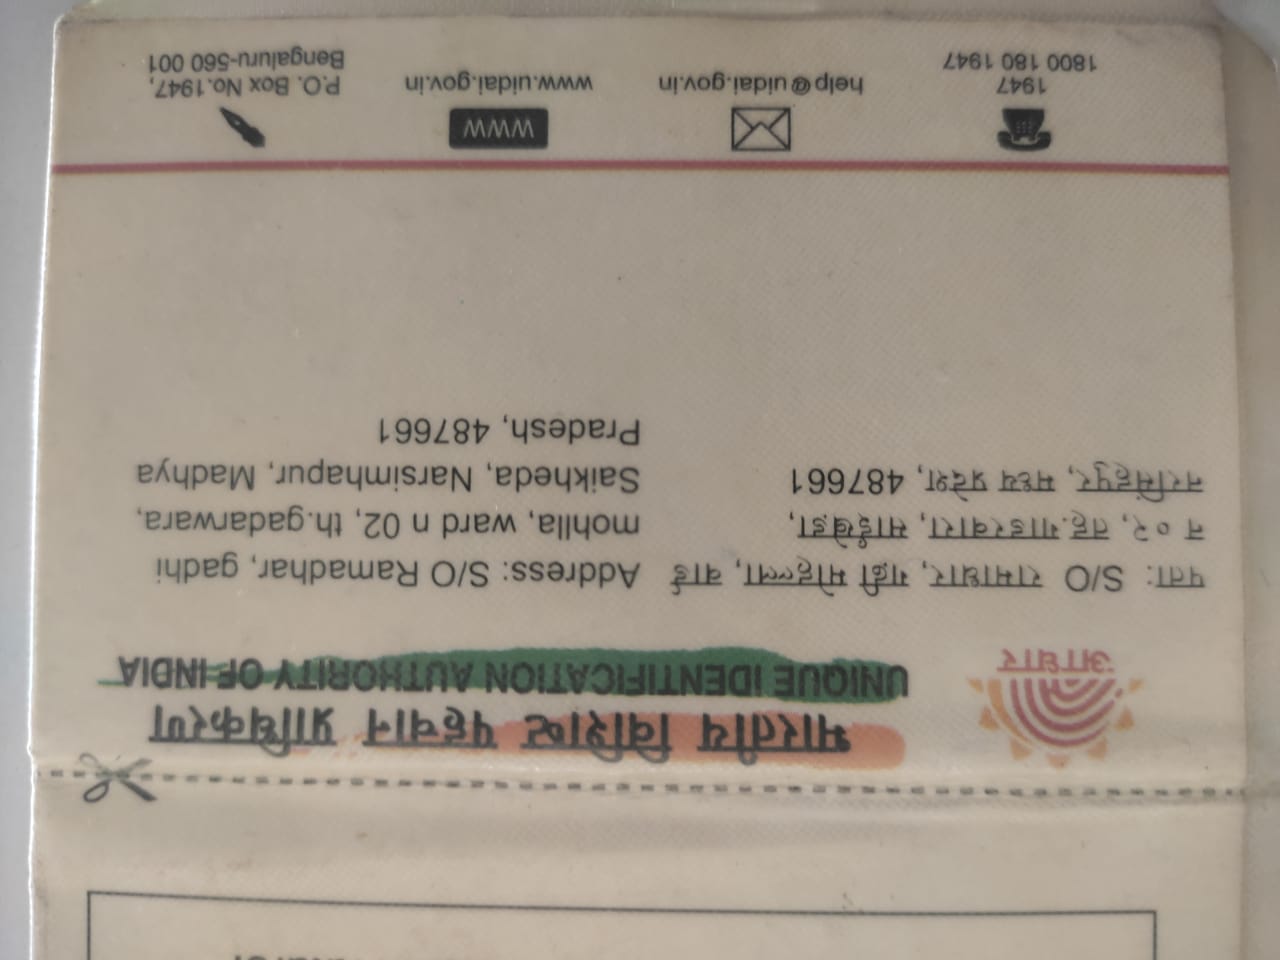 भारतीय विशिष्ट पहचान प्राधिकरण
UNIQUE IDENTIFICATION AUTHORITY OF INDIA
आधार
पता: S/O रामाधार, गढ़ी मोहल्ला, वार्ड
न ०२, तह.गाडरवारा, साईखेड़ा,
नरसिंहपुर, मध्य प्रदेश, 487661
Address: S/O Ramadhar, gadhi
mohlla, ward n 02, th.gadarwara,
Saikheda, Narsimhapur, Madhya
Pradesh, 487661
1947
1800 180 1947
help@uidai.gov.in
WWW
www.uidai.gov.in
P.O. Box No.1947,
Bengaluru-560 001